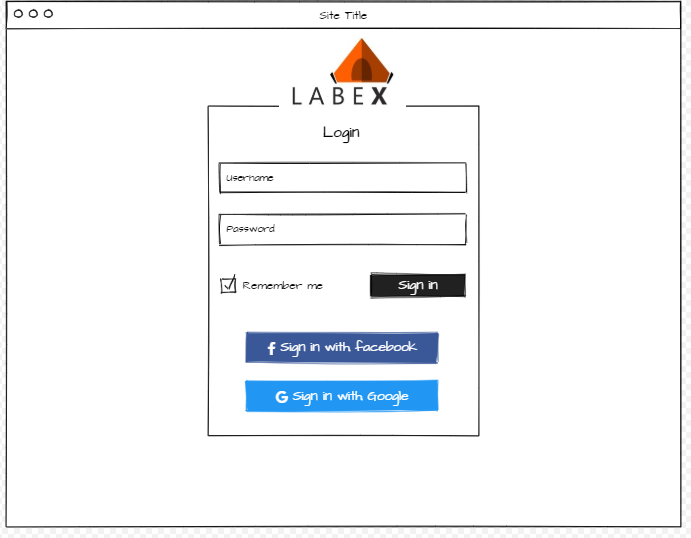 Site Title
LABEX
Login
Username
Password
Remember me
Sign in
Sign in with facebook
G Sign in with Google